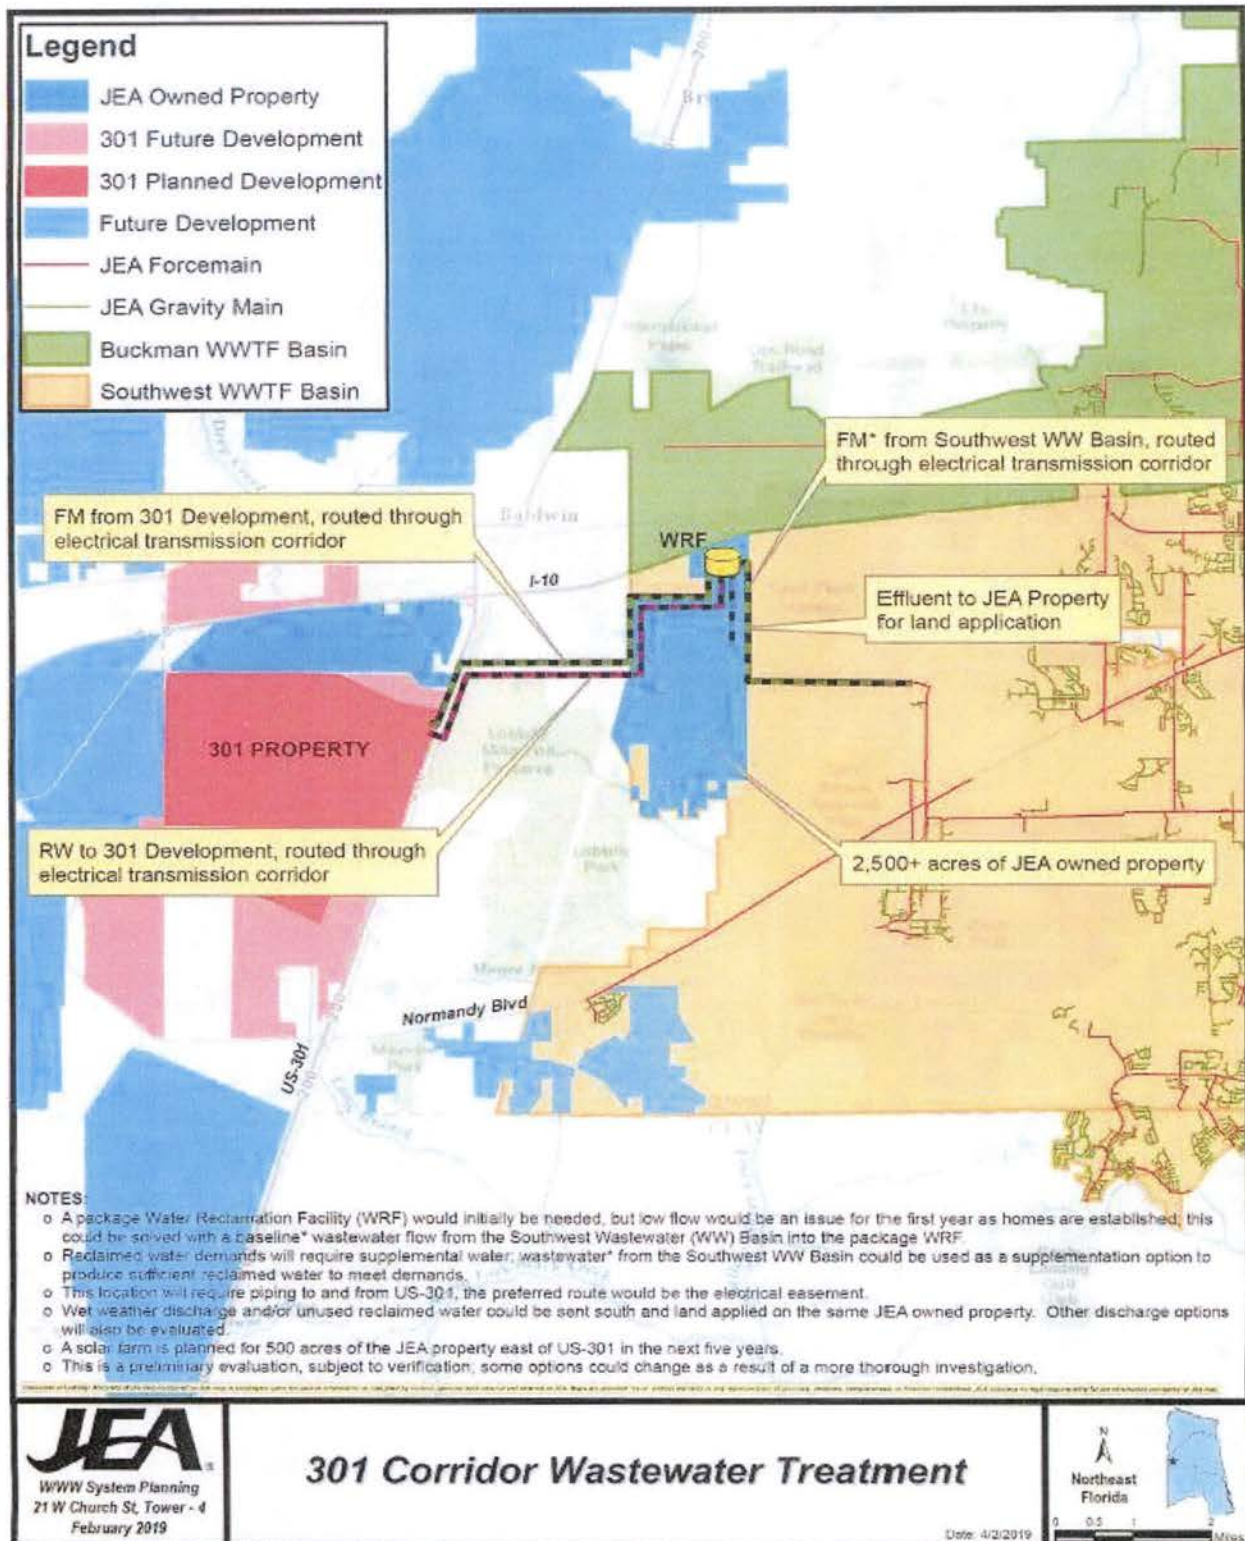 Legend
JEA Owned Property
301 Future Development
301 Planned Development
Future Development
JEA Forcemain
JEA Gravity Main
Buckman WWTF Basin
Southwest WWTF Basin
200
FM* from Southwest WW Basin, routed
through electrical transmission corridor
FM from 301 Development, routed through
electrical transmission corridor
Baldwin
WRF
I-10
Effluent to JEA Property
for land application
301 PROPERTY
RW to 301 Development, routed through
electrical transmission corridor
2,500+ acres of JEA owned property
Normandy Blvd
US-301
200
200
NOTES:
o A package Water Reclamation Facility (WRF) would initially be needed, but low flow would be an issue for the first year as homes are established; this
could be solved with a baseline* wastewater flow from the Southwest Wastewater (WW) Basin into the package WRF.
o Reclaimed water demands will require supplemental water; wastewater* from the Southwest WW Basin could be used as a supplementation option to
produce sufficient reclaimed water to meet demands.
o This location will require piping to and from US-301, the preferred route would be the electrical easement.
o Wet weather discharge and/or unused reclaimed water could be sent south and land applied on the same JEA owned property. Other discharge options
will also be evaluated.
o A solar farm is planned for 500 acres of the JEA property east of US-301 in the next five years.
o This is a preliminary evaluation, subject to verification; some options could change as a result of a more thorough investigation.
JEA®
W/WW System Planning
21 W Church St, Tower - 4
February 2019
301 Corridor Wastewater Treatment
Date: 4/2/2019
N
Northeast
Florida
0 0.5 1 2
Miles